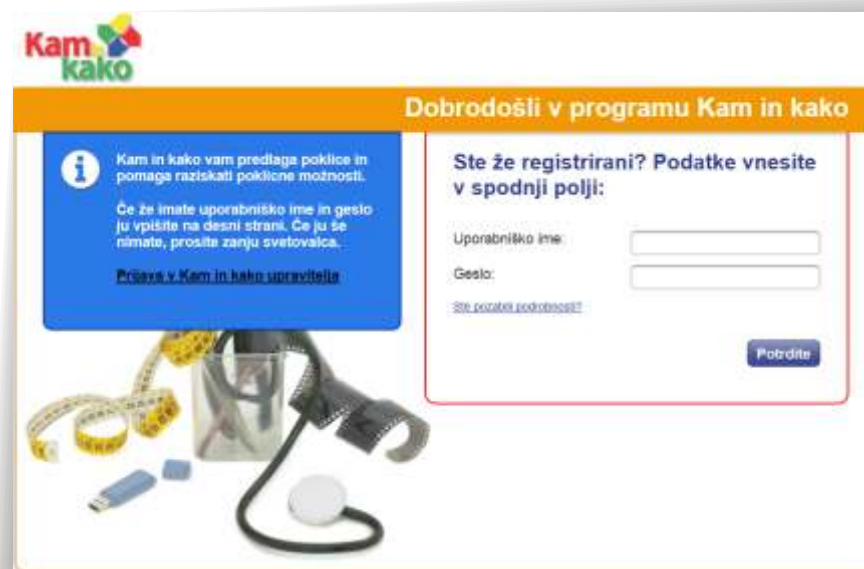 Kam
kako
Dobrodošli v programu Kam in kako
Kam in kako vam predlaga poklice in
pomaga raziskati poklicne možnosti.
Če že imate uporabniško ime in geslo
ju vpišite na desni strani. Če ju še
nimate, prosite zanju svetovalca.
Prijava v Kam in kako upravitelja
Ste že registrirani? Podatke vnesite
v spodnji polji:
Uporabniško ime:
Geslo:
Ste pozabili podrobnosti?
Potrdite